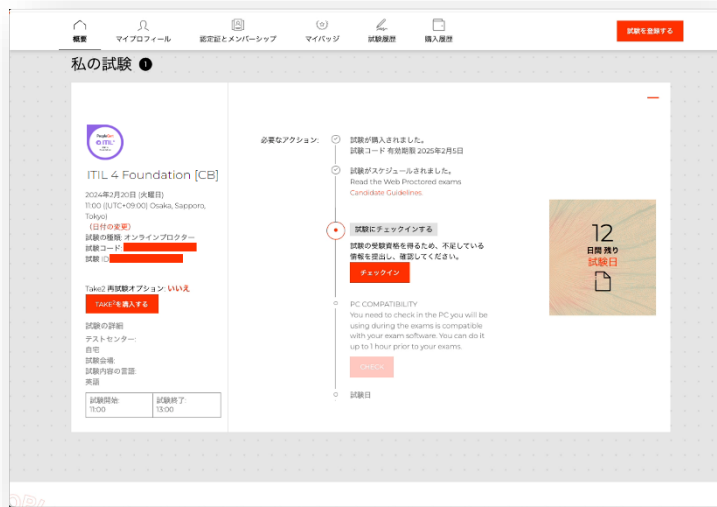 概要
マイプロフィール
認定証とメンバーシップ
マイバッジ
試験履歴
購入履歴
試験を登録する
私の試験 1
PeopleCert
ITIL
ITIL 4 Foundation [CB]
2024年2月20日 (火曜日)
11:00 ((UTC+09:00) Osaka, Sapporo,
Tokyo)
(日付の変更)
試験の種類: オンラインプロクター
試験コード:
試験 ID:
Take2 再試験オプション: いいえ
TAKE²を購入する
試験の詳細
テストセンター:
自宅
試験会場:
試験内容の言語:
英語
試験開始:
11:00
試験終了:
13:00
必要なアクション:
試験が購入されました。
試験コード 有効期限 2025年2月5日
試験がスケジュールされました。
Read the Web Proctored exams
Candidate Guidelines
試験にチェックインする
試験の受験資格を得るため、不足している
情報を提出し、確認してください。
チェックイン
PC COMPATIBILITY
You need to check in the PC you will be
using during the exams is compatible
with your exam software. You can do it
up to 1 hour prior to your exams.
CHECK
試験日
12
日間 残り
試験日